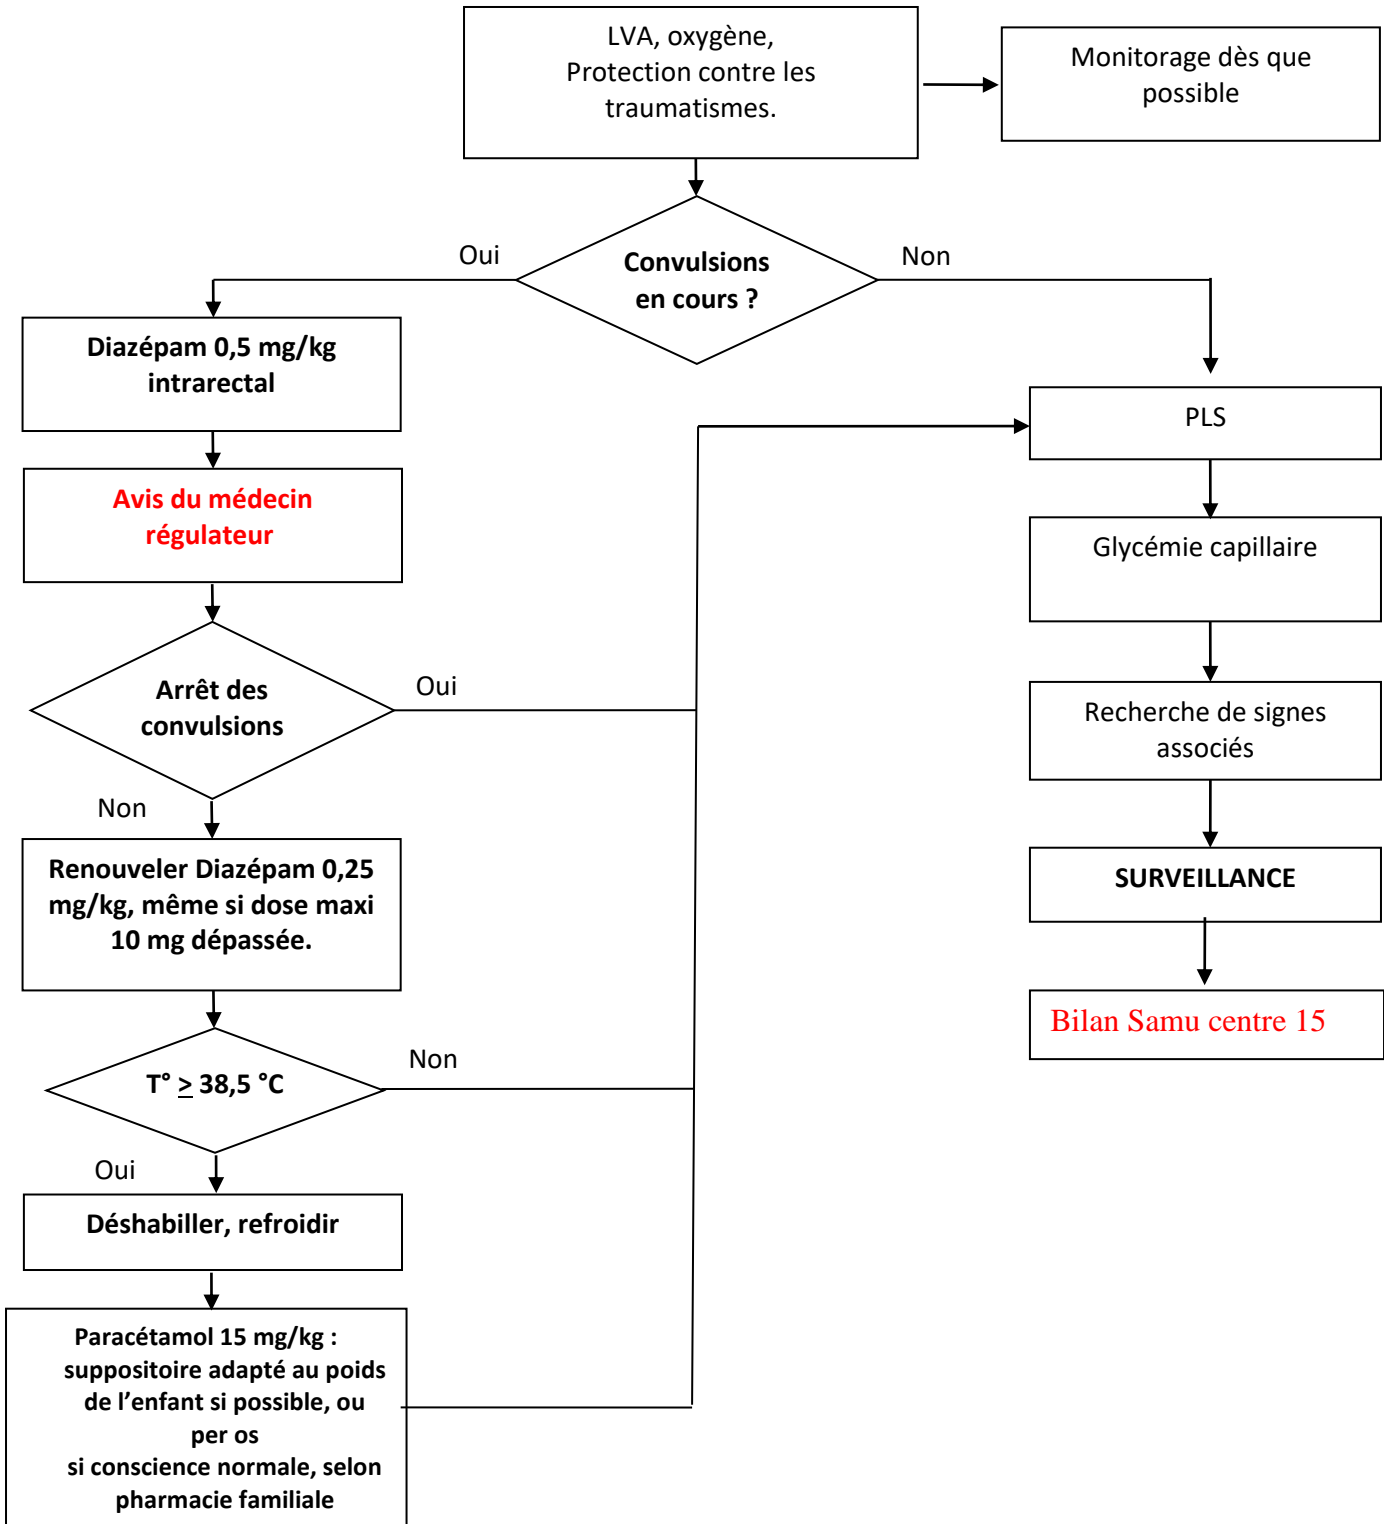 LVA, oxygène,
Protection contre les
traumatismes.
Monitorage dès que
possible
Convulsions
en cours ?
Oui
Non
Diazépam 0,5 mg/kg
intrarectal
Avis du médecin
régulateur
Arrêt des
convulsions
Oui
Non
Renouveler Diazépam 0,25
mg/kg, même si dose maxi
10 mg dépassée.
T° ≥ 38,5 °C
Non
Oui
Déshabiller, refroidir
Paracétamol 15 mg/kg :
suppositoire adapté au poids
de l’enfant si possible, ou
per os
si conscience normale, selon
pharmacie familiale
PLS
Glycémie capillaire
Recherche de signes
associés
SURVEILLANCE
Bilan Samu centre 15